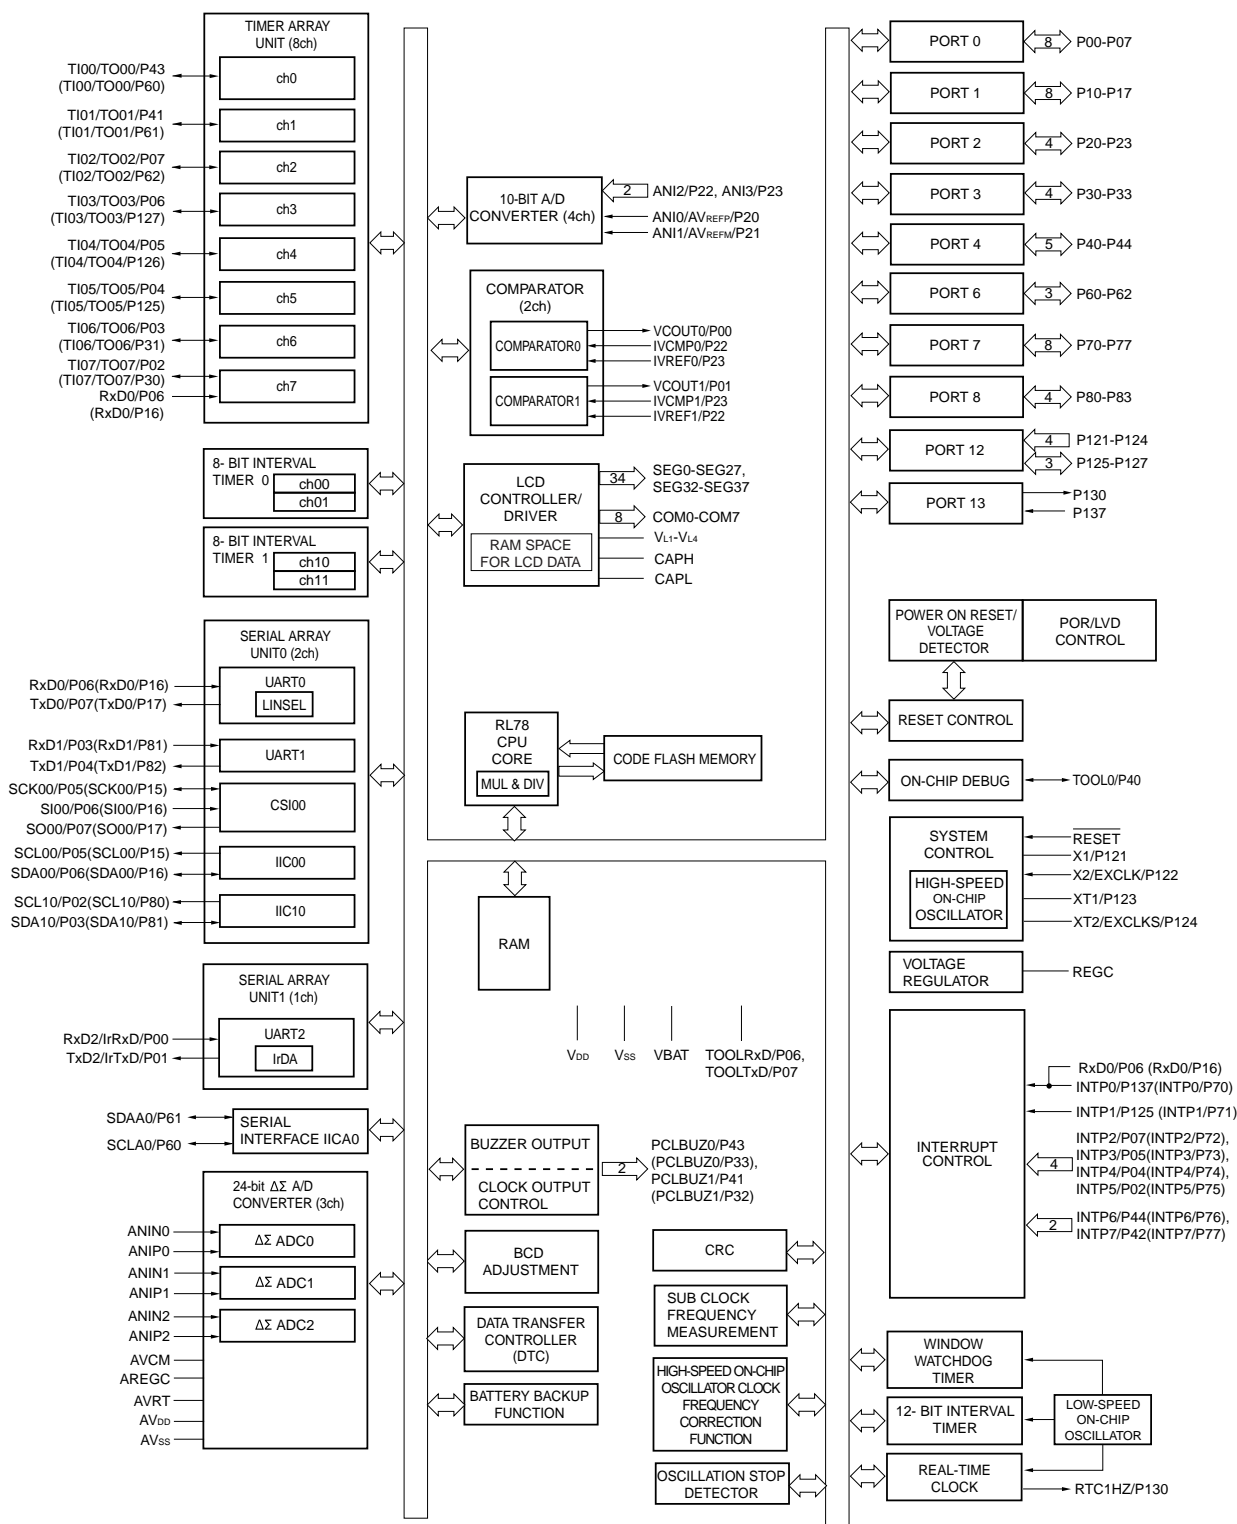 TIMER ARRAY
UNIT (8ch)
TI00/TO00/P43
(TI00/TO00/P60)
ch0
TI01/TO01/P41
(TI01/TO01/P61)
ch1
TI02/TO02/P07
(TI02/TO02/P62)
ch2
TI03/TO03/P06
(TI03/TO03/P127)
ch3
TI04/TO04/P05
(TI04/TO04/P126)
ch4
TI05/TO05/P04
(TI05/TO05/P125)
ch5
TI06/TO06/P03
(TI06/TO06/P31)
ch6
TI07/TO07/P02
(TI07/TO07/P30)
RxD0/P06
(RxD0/P16)
ch7
8- BIT INTERVAL
TIMER 0
ch00
ch01
8- BIT INTERVAL
TIMER 1
ch10
ch11
SERIAL ARRAY
UNIT0 (2ch)
RxD0/P06(RxD0/P16)
TxD0/P07(TxD0/P17)
UART0
LINSEL
RxD1/P03(RxD1/P81)
TxD1/P04(TxD1/P82)
UART1
SCK00/P05(SCK00/P15)
SI00/P06(SI00/P16)
SO00/P07(SO00/P17)
CSI00
SCL00/P05(SCL00/P15)
SDA00/P06(SDA00/P16)
IIC00
SCL10/P02(SCL10/P80)
SDA10/P03(SDA10/P81)
IIC10
SERIAL ARRAY
UNIT1 (1ch)
RxD2/IrRxD/P00
TxD2/IrTxD/P01
UART2
IrDA
SDAA0/P61
SCLA0/P60
SERIAL
INTERFACE IICA0
24-bit ΔΣ A/D
CONVERTER (3ch)
ANIN0
ANIP0
ΔΣ ADC0
ANIN1
ANIP1
ΔΣ ADC1
ANIN2
ANIP2
ΔΣ ADC2
AVCM
AREGC
AVRT
AVDD
AVSS
10-BIT A/D
CONVERTER (4ch)
2
ANI2/P22, ANI3/P23
ANI0/AVREFP/P20
ANI1/AVREFM/P21
COMPARATOR
(2ch)
COMPARATOR0
VCOUT0/P00
IVCMP0/P22
IVREF0/P23
COMPARATOR1
VCOUT1/P01
IVCMP1/P23
IVREF1/P22
LCD
CONTROLLER/
DRIVER
RAM SPACE
FOR LCD DATA
34
SEG0-SEG27,
SEG32-SEG37
8
COM0-COM7
VL1-VL4
CAPH
CAPL
RL78
CPU
CORE
MUL & DIV
CODE FLASH MEMORY
RAM
VDD
VSS
VBAT
TOOLRxD/P06,
TOOLTxD/P07
BUZZER OUTPUT
CLOCK OUTPUT
CONTROL
2
PCLBUZ0/P43
(PCLBUZ0/P33),
PCLBUZ1/P41
(PCLBUZ1/P32)
BCD
ADJUSTMENT
DATA TRANSFER
CONTROLLER
(DTC)
BATTERY BACKUP
FUNCTION
CRC
SUB CLOCK
FREQUENCY
MEASUREMENT
HIGH-SPEED ON-CHIP
OSCILLATOR CLOCK
FREQUENCY
CORRECTION
FUNCTION
OSCILLATION STOP
DETECTOR
PORT 0
8
P00-P07
PORT 1
8
P10-P17
PORT 2
4
P20-P23
PORT 3
4
P30-P33
PORT 4
5
P40-P44
PORT 6
3
P60-P62
PORT 7
8
P70-P77
PORT 8
4
P80-P83
PORT 12
4
P121-P124
3
P125-P127
PORT 13
P130
P137
POWER ON RESET/
VOLTAGE
DETECTOR
POR/LVD
CONTROL
RESET CONTROL
ON-CHIP DEBUG
TOOL0/P40
SYSTEM
CONTROL
HIGH-SPEED
ON-CHIP
OSCILLATOR
RESET
X1/P121
X2/EXCLK/P122
XT1/P123
XT2/EXCLKS/P124
VOLTAGE
REGULATOR
REGC
INTERRUPT
CONTROL
RxD0/P06 (RxD0/P16)
INTP0/P137(INTP0/P70)
INTP1/P125 (INTP1/P71)
4
INTP2/P07(INTP2/P72),
INTP3/P05(INTP3/P73),
INTP4/P04(INTP4/P74),
INTP5/P02(INTP5/P75)
2
INTP6/P44(INTP6/P76),
INTP7/P42(INTP7/P77)
WINDOW
WATCHDOG
TIMER
12- BIT INTERVAL
TIMER
LOW-SPEED
ON-CHIP
OSCILLATOR
REAL-TIME
CLOCK
RTC1HZ/P130